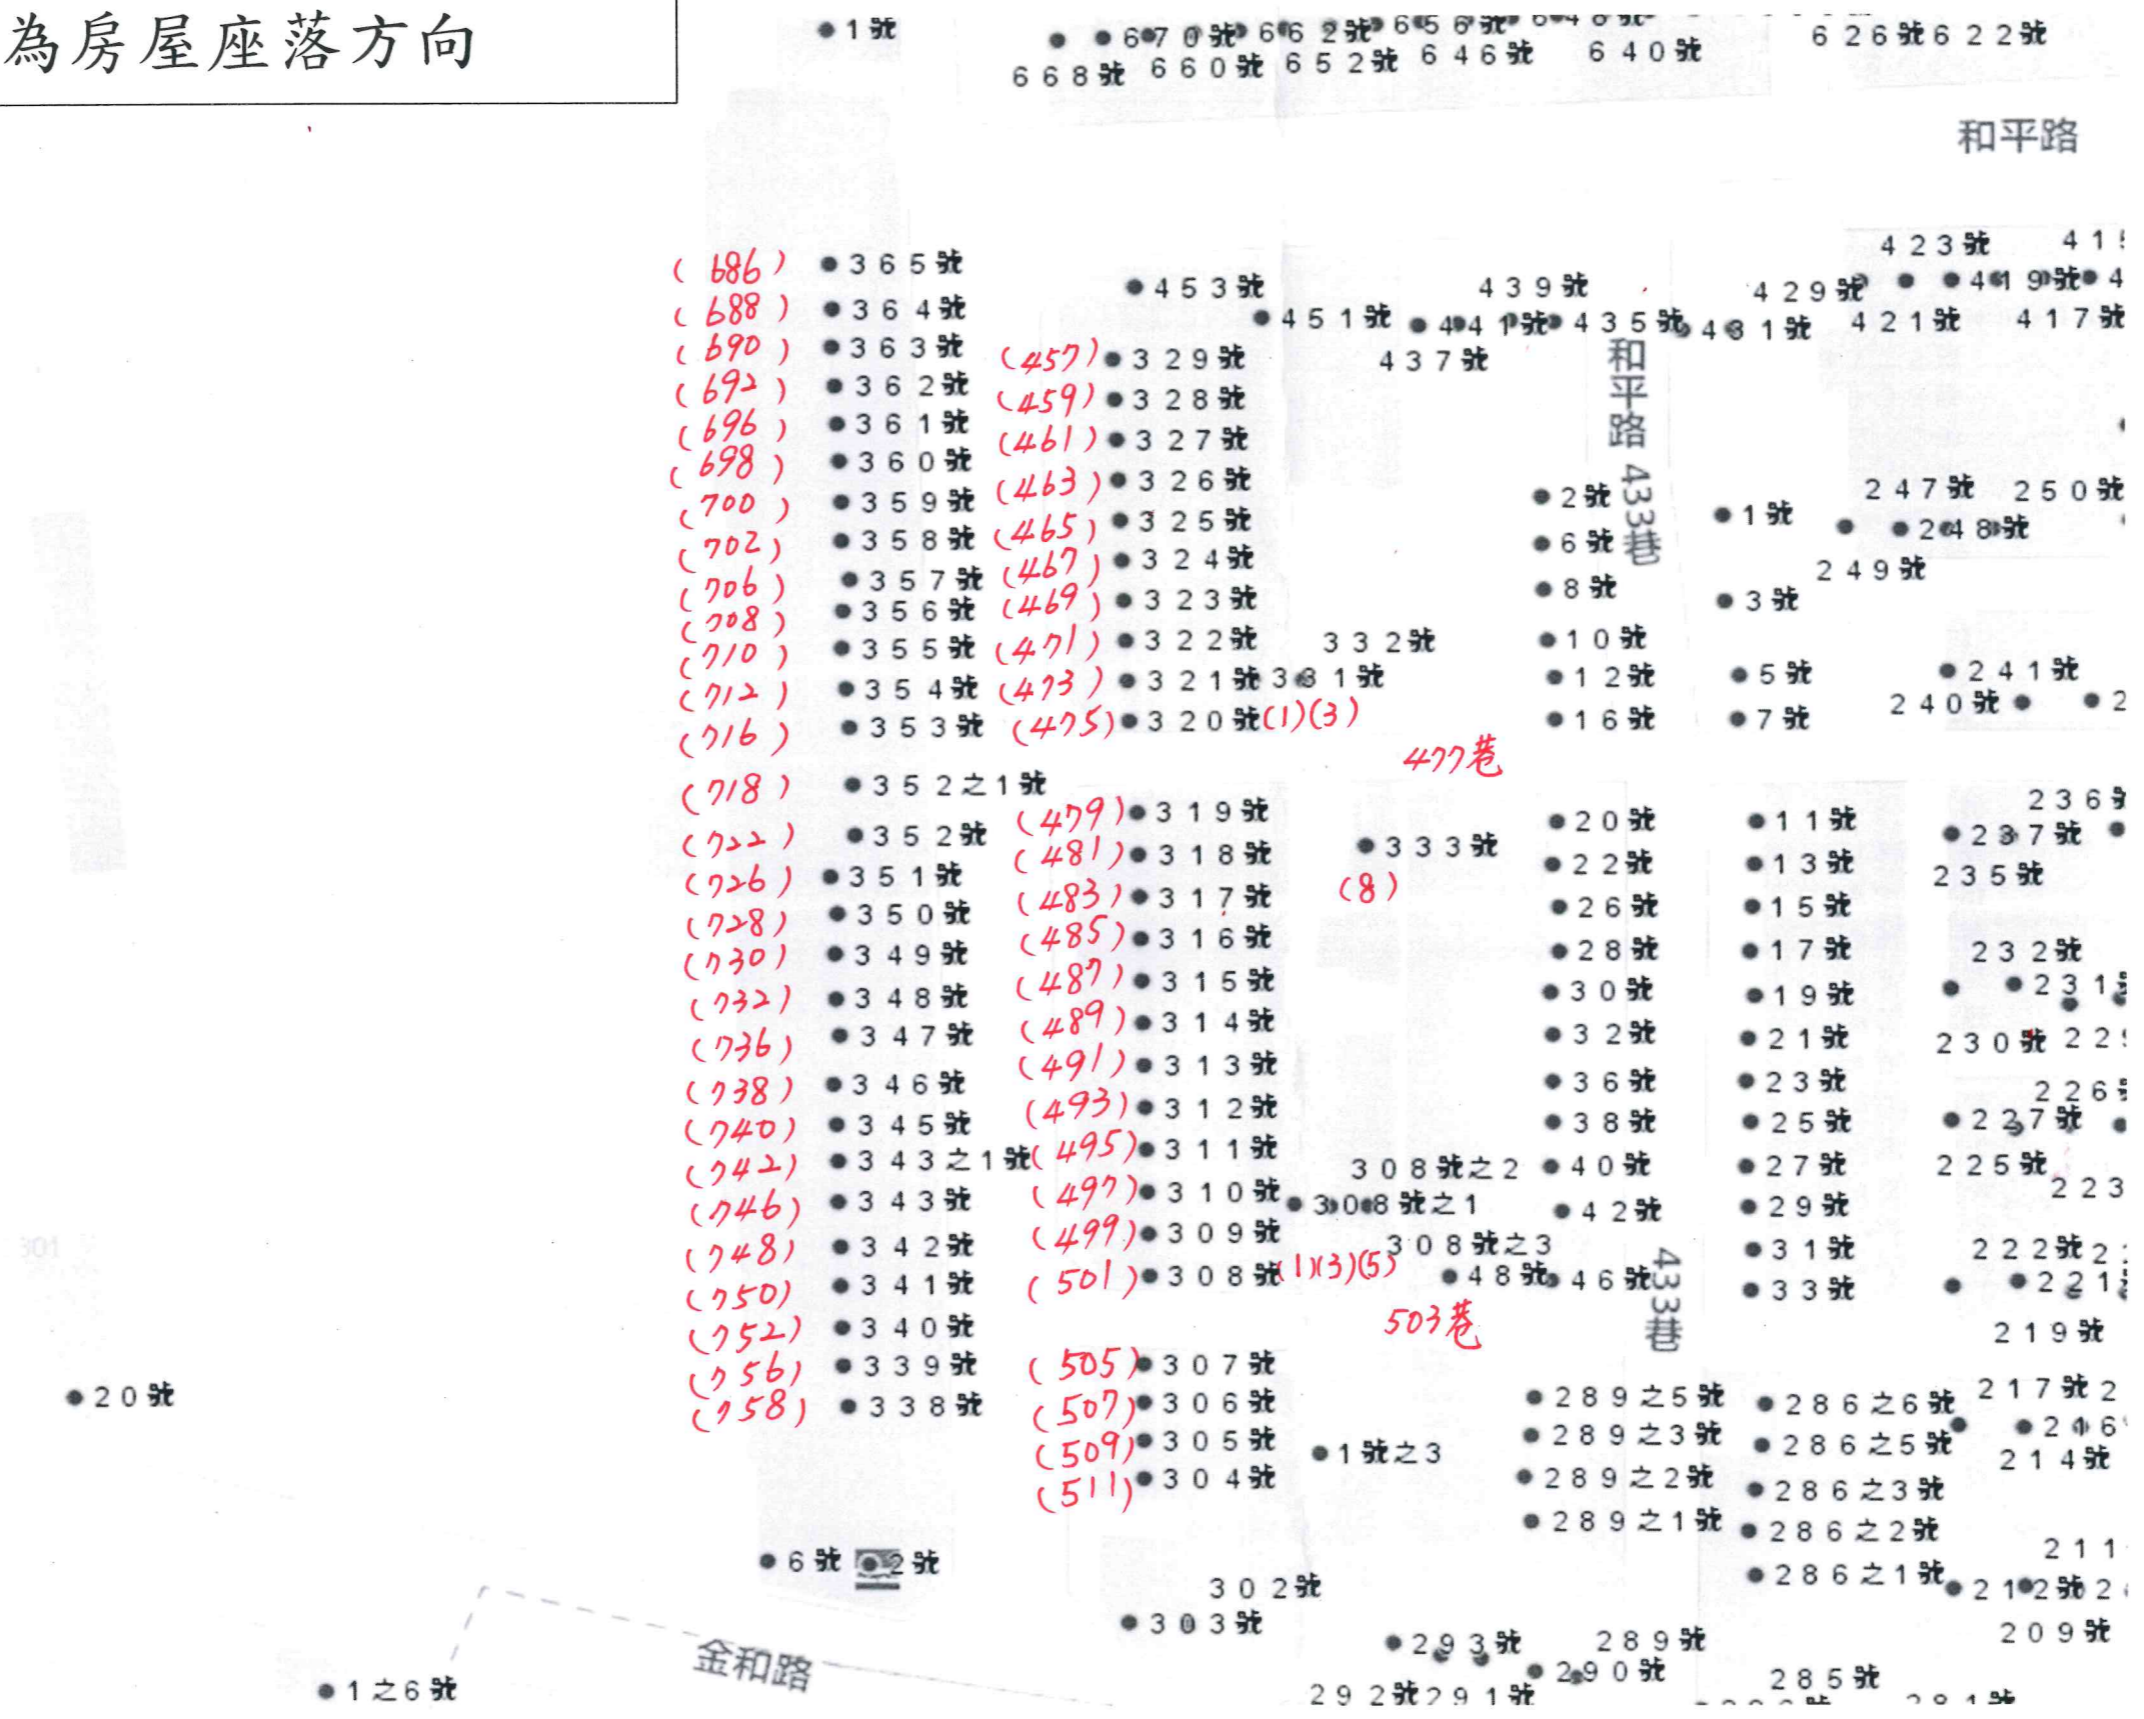 為房屋座落方向
1號
670號 662號 656號 648號
668號 660號 652號 646號 640號
626號 622號
和平路
(686) 365號
(688) 364號
(690) 363號
(692) 362號
(696) 361號
(698) 360號
(700) 359號
(702) 358號
(706) 357號
(708) 356號
(710) 355號
(712) 354號
(716) 353號
(718) 352之1號
(722) 352號
(726) 351號
(728) 350號
(730) 349號
(732) 348號
(736) 347號
(738) 346號
(740) 345號
(742) 343之1號
(746) 343號
(748) 342號
(750) 341號
(752) 340號
(756) 339號
(758) 338號
6號 2號
453號
451號
(457) 329號
(459) 328號
(461) 327號
(463) 326號
(465) 325號
(467) 324號
(469) 323號
(471) 322號
(473) 321號
(475) 320號
332號
331號
(1)(3)
477巷
(479) 319號
(481) 318號
(483) 317號
(485) 316號
(487) 315號
(489) 314號
(491) 313號
(493) 312號
(495) 311號
(497) 310號
(499) 309號
(501) 308號
333號
(8)
308號之2
308號之1
308號之3
(1)(3)(5)
503巷
(505) 307號
(507) 306號
(509) 305號
(511) 304號
1號之3
302號
303號
439號
441號 435號 431號
437號
和平路433巷
2號
6號
8號
10號
12號
16號
20號
22號
26號
28號
30號
32號
36號
38號
40號
42號
48號 46號
433巷
289之5號
289之3號
289之2號
289之1號
293號 289號
290號
292號 291號
1號
3號
5號
7號
11號
13號
15號
17號
19號
21號
23號
25號
27號
29號
31號
33號
286之6號
286之5號
286之3號
286之2號
286之1號
285號
281號
423號
429號 419號
421號 417號
247號 250號
248號
249號
241號
240號
236號
237號
235號
232號
231號
230號
226號
227號
225號
223
222號
221
219號
217號
216
214號
211
212號
209號
20號
1之6號
金和路